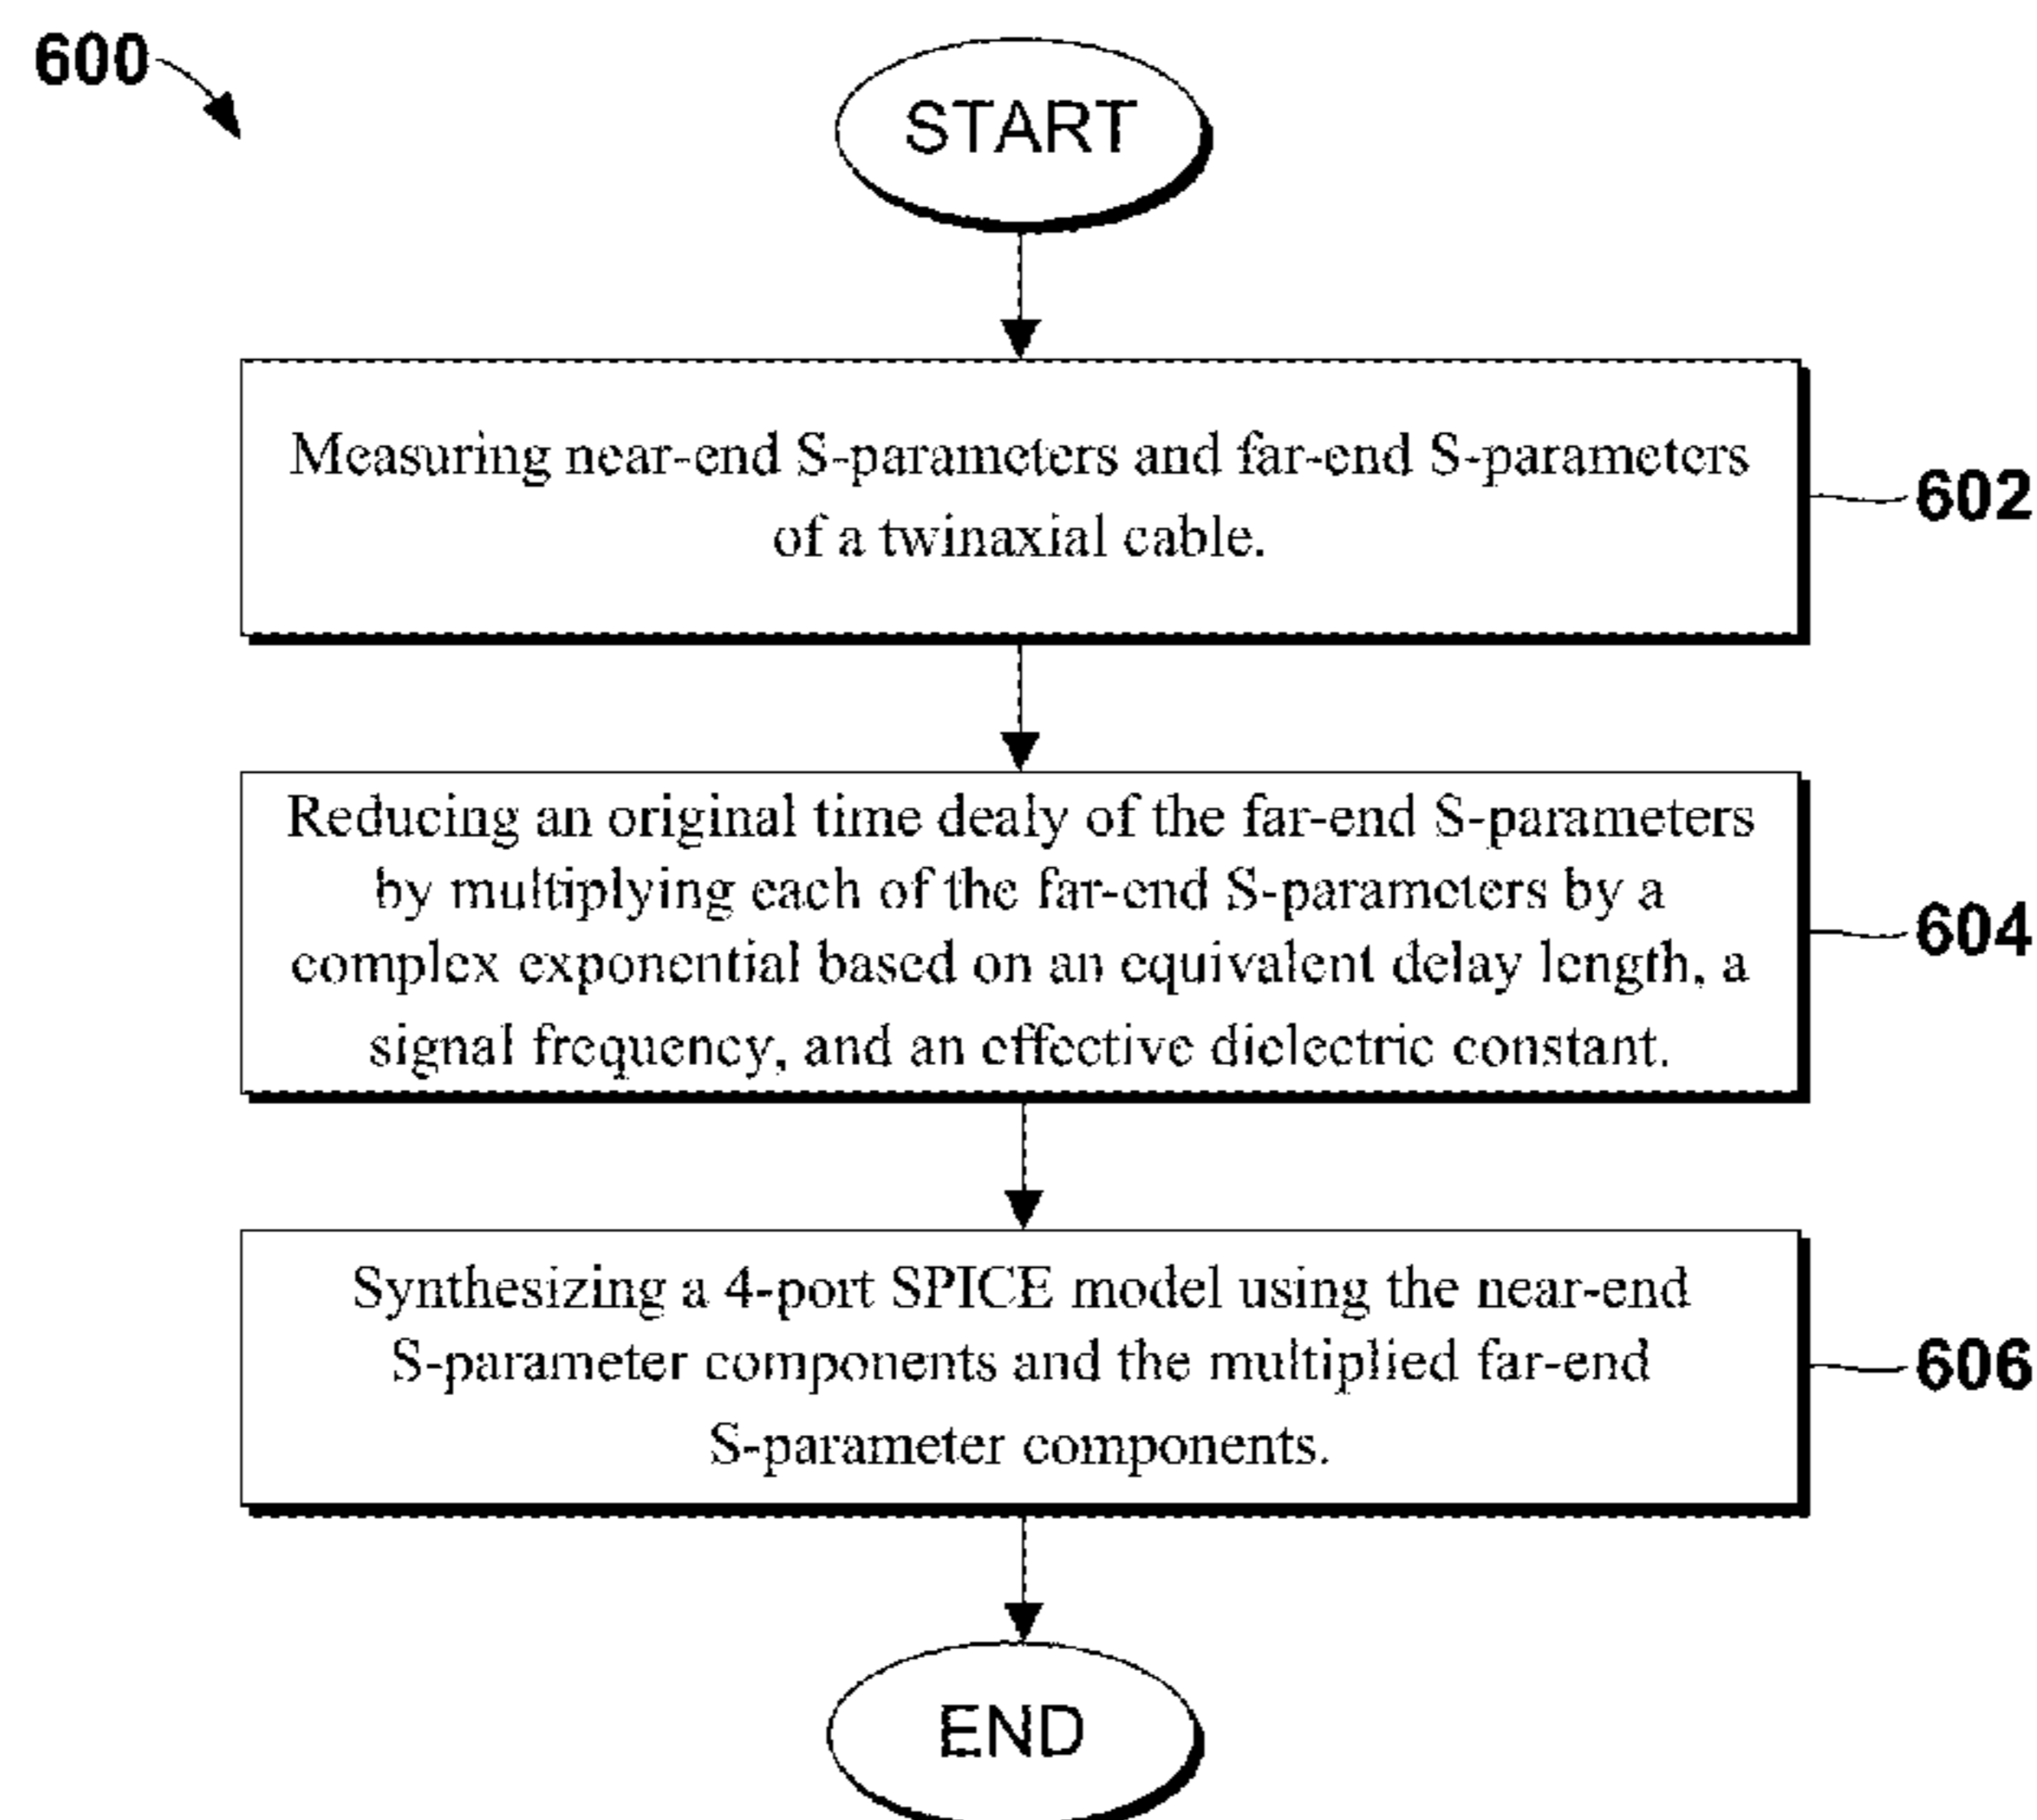 600
START
Measuring near-end S-parameters and far-end S-parameters
of a twinaxial cable.
602
Reducing an original time dealy of the far-end S-parameters
by multiplying each of the far-end S-parameters by a
complex exponential based on an equivalent delay length, a
signal frequency, and an effective dielectric constant.
604
Synthesizing a 4-port SPICE model using the near-end
S-parameter components and the multiplied far-end
S-parameter components.
606
END